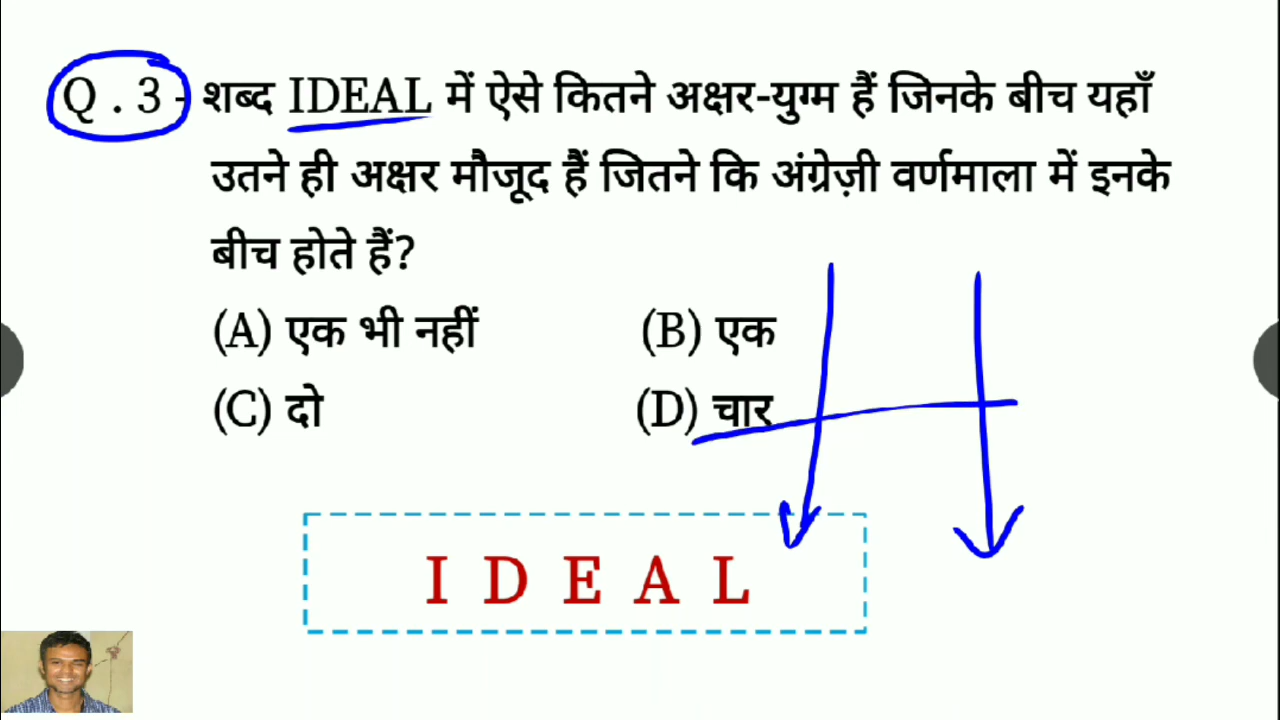 Q . 3 - शब्द IDEAL में ऐसे कितने अक्षर-युग्म हैं जिनके बीच यहाँ
उतने ही अक्षर मौजूद हैं जितने कि अंग्रेज़ी वर्णमाला में इनके
बीच होते हैं?
(A) एक भी नहीं (B) एक
(C) दो (D) चार
I D E A L